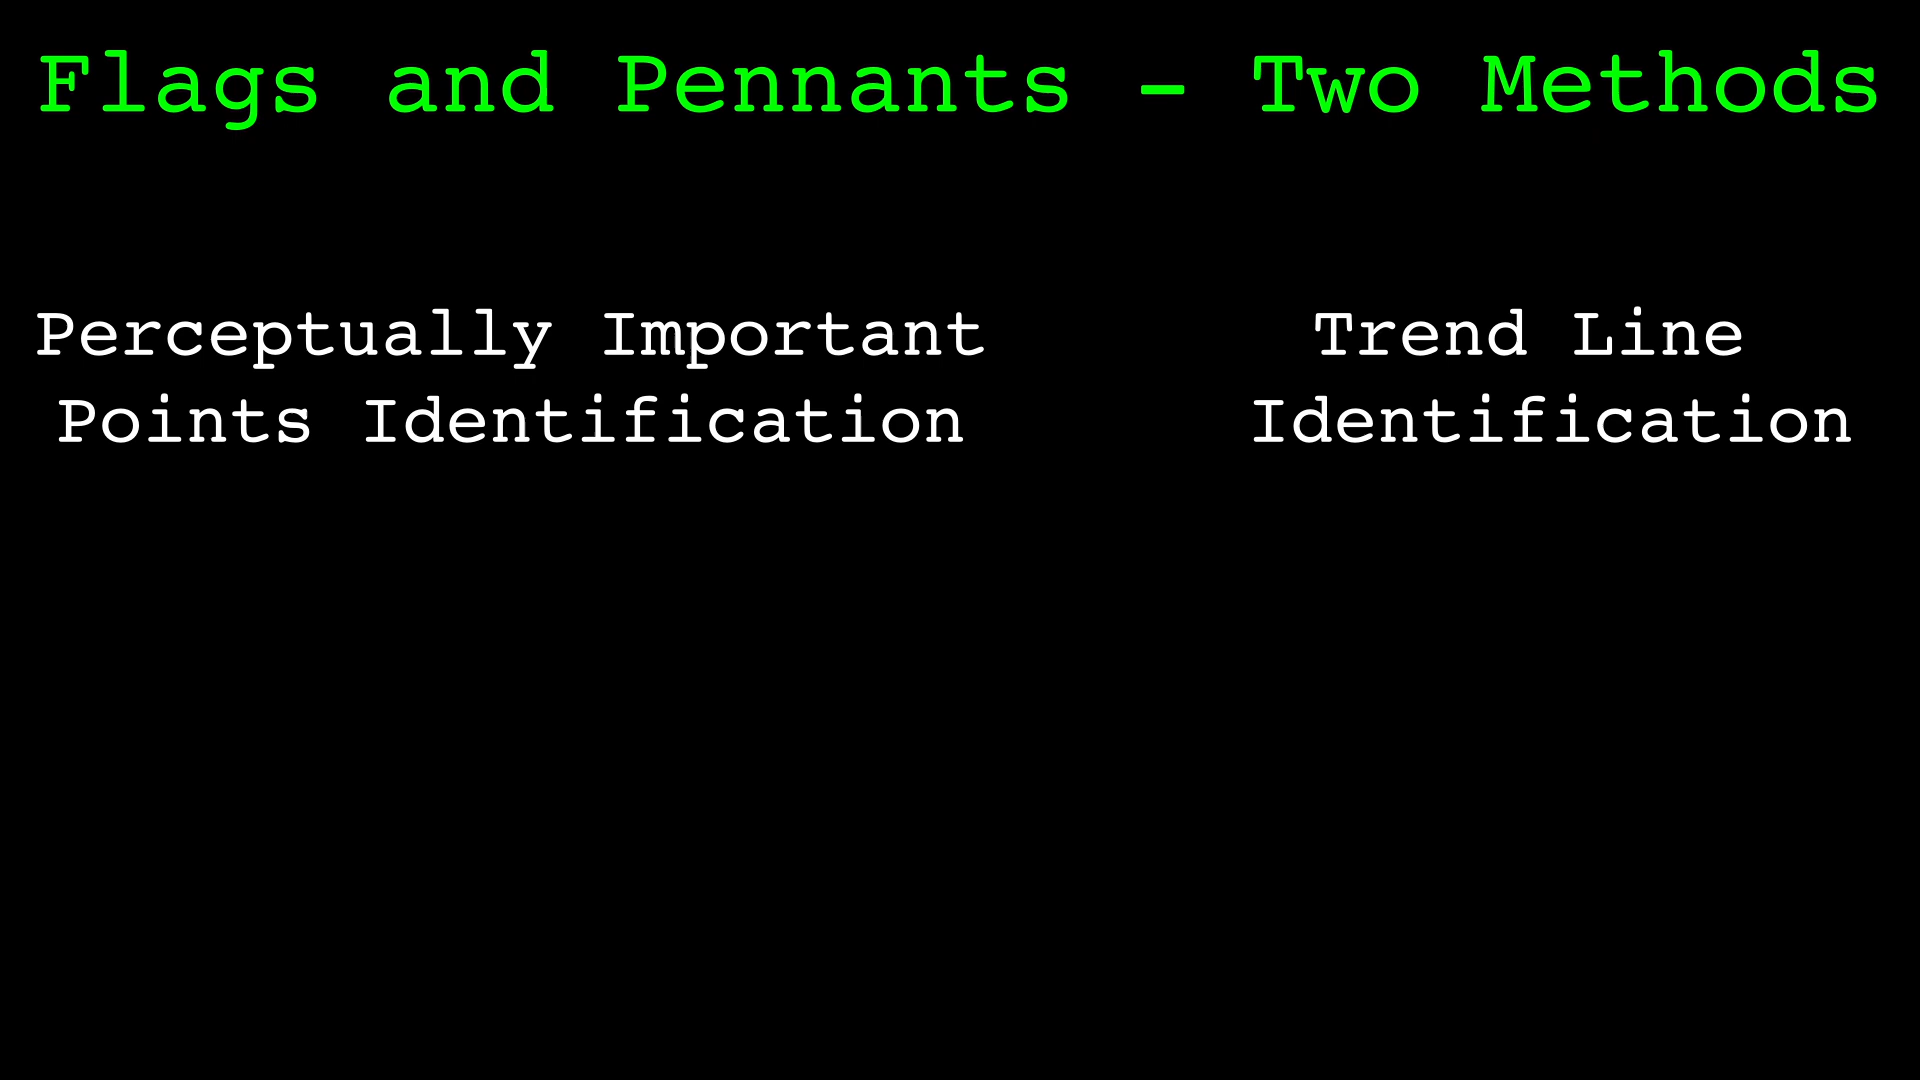 Flags and Pennants - Two Methods
Perceptually Important
Points Identification
Trend Line
Identification